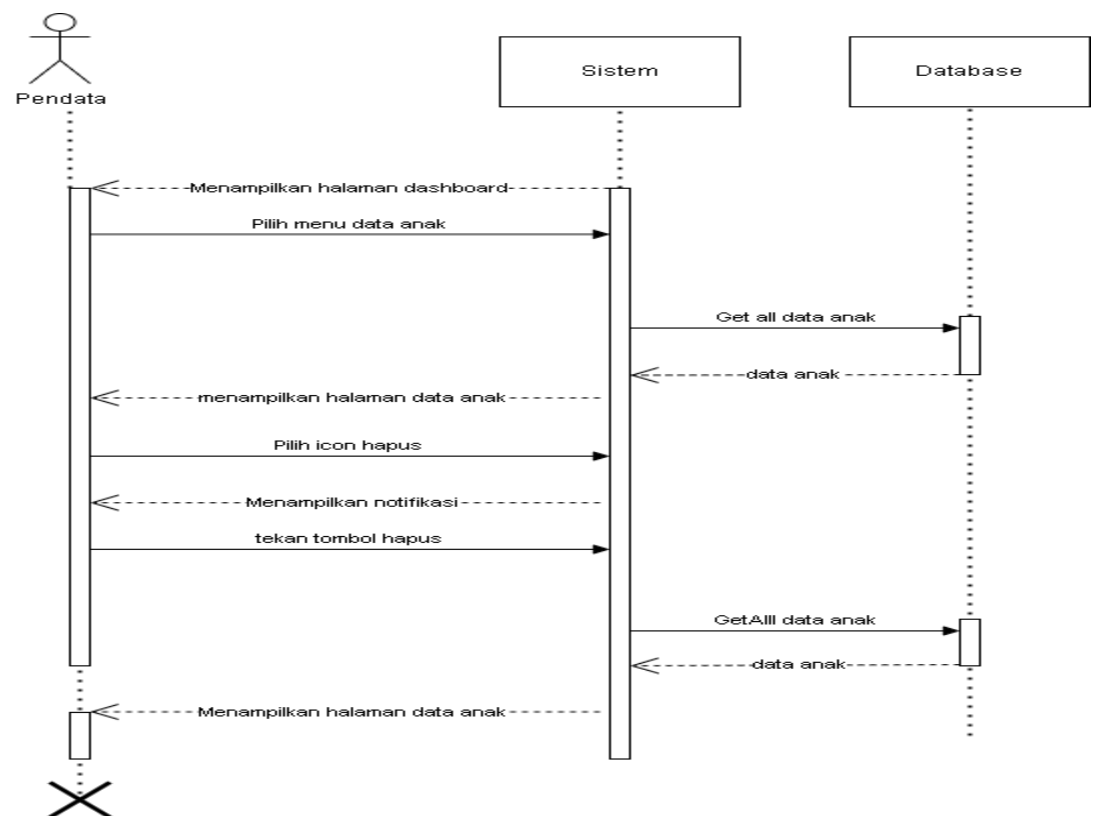 Pendata
Sistem
Database
Menampilkan halaman dashboard
Pilih menu data anak
Get all data anak
data anak
menampilkan halaman data anak
Pilih icon hapus
Menampilkan notifikasi
tekan tombol hapus
GetAlll data anak
data anak
Menampilkan halaman data anak